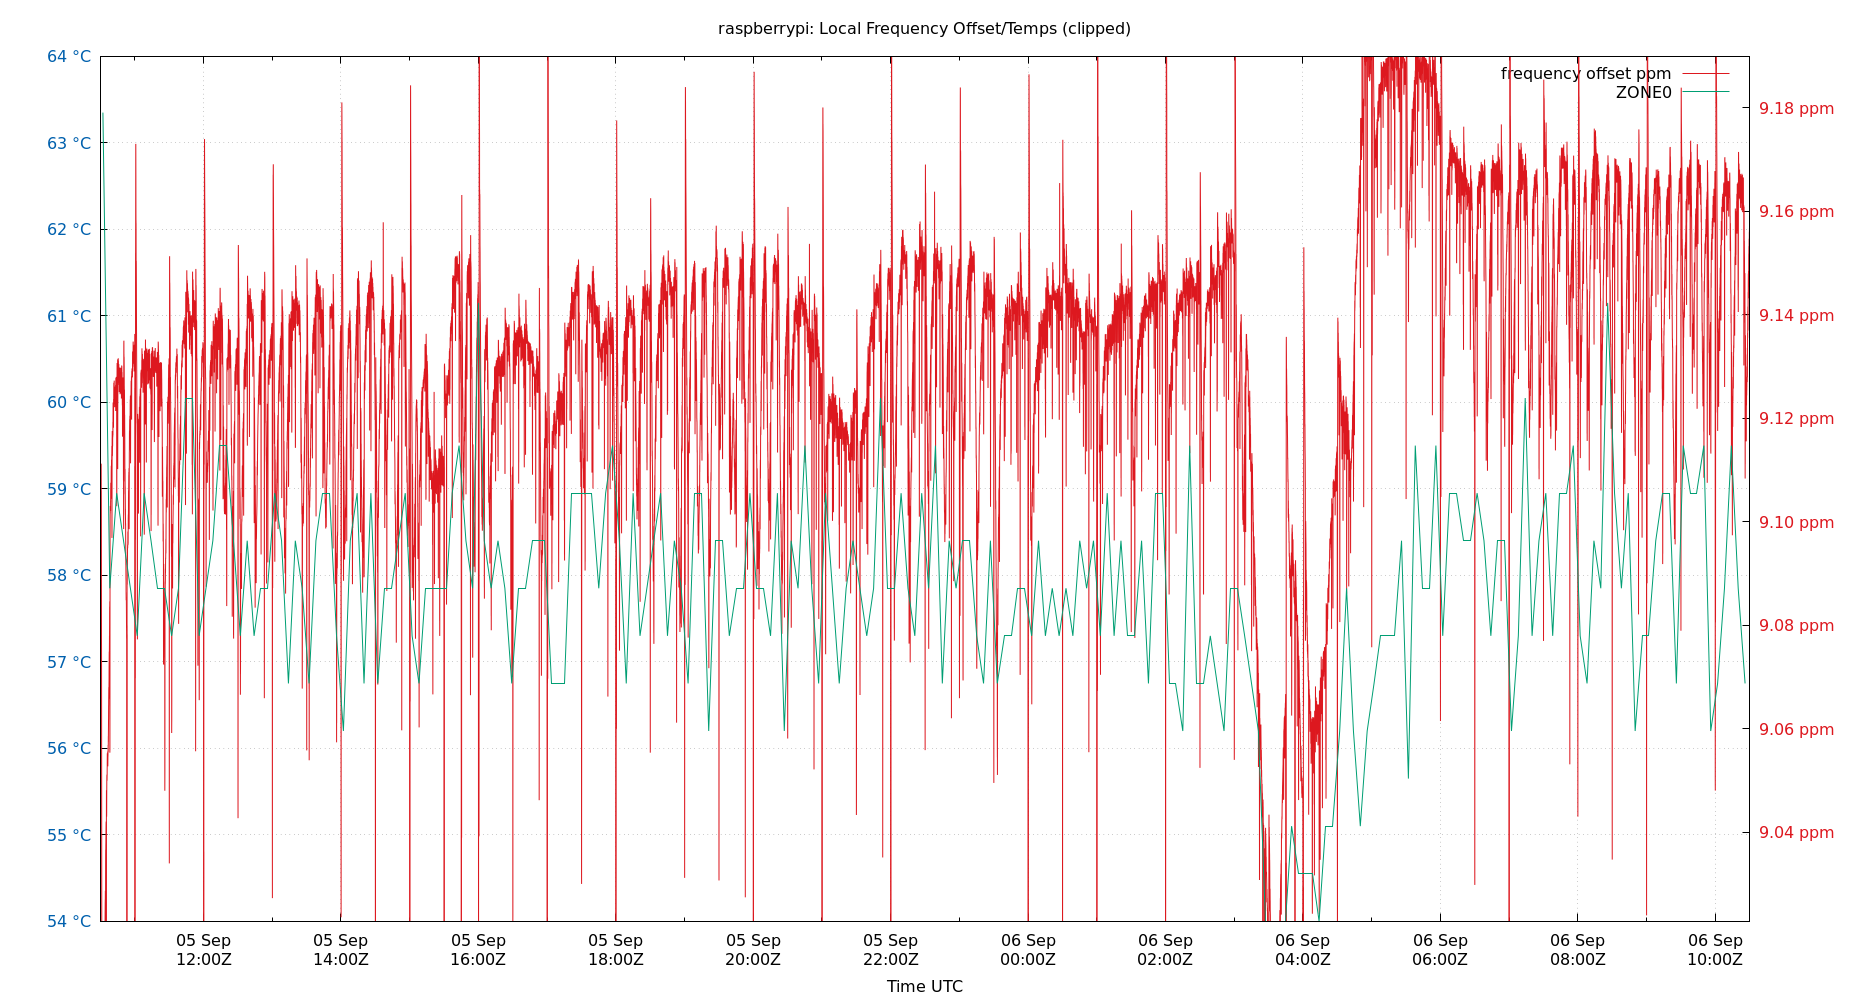 raspberrypi: Local Frequency Offset/Temps (clipped)
64 °C
63 °C
62 °C
61 °C
60 °C
59 °C
58 °C
57 °C
56 °C
55 °C
54 °C
frequency offset ppm
ZONE0
9.18 ppm
9.16 ppm
9.14 ppm
9.12 ppm
9.10 ppm
9.08 ppm
9.06 ppm
9.04 ppm
05 Sep 05 Sep 05 Sep 05 Sep 05 Sep 05 Sep 06 Sep 06 Sep 06 Sep 06 Sep 06 Sep 06 Sep
12:00Z 14:00Z 16:00Z 18:00Z 20:00Z 22:00Z 00:00Z 02:00Z 04:00Z 06:00Z 08:00Z 10:00Z
Time UTC